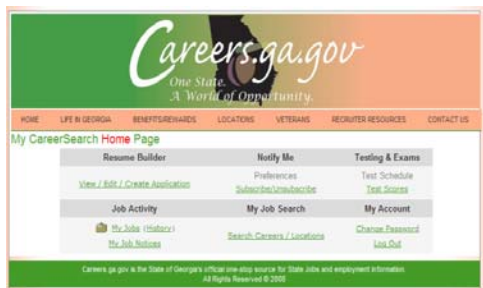 Careers.ga.gov
One State.
A World of Opportunity.
HOME LIFE IN GEORGIA BENEFITS/REWARDS LOCATIONS VETERANS RECRUITER RESOURCES CONTACT US
My CareerSearch Home Page
Resume Builder Notify Me Testing & Exams
Preferences Test Schedule
View / Edit / Create Application Subscribe/Unsubscribe Test Scores
Job Activity My Job Search My Account
My Jobs (History) Change Password
Search Careers / Locations
My Job Notices Log Out
Careers.ga.gov is the State of Georgia's official one-stop source for State Jobs and employment information.
All Rights Reserved ©